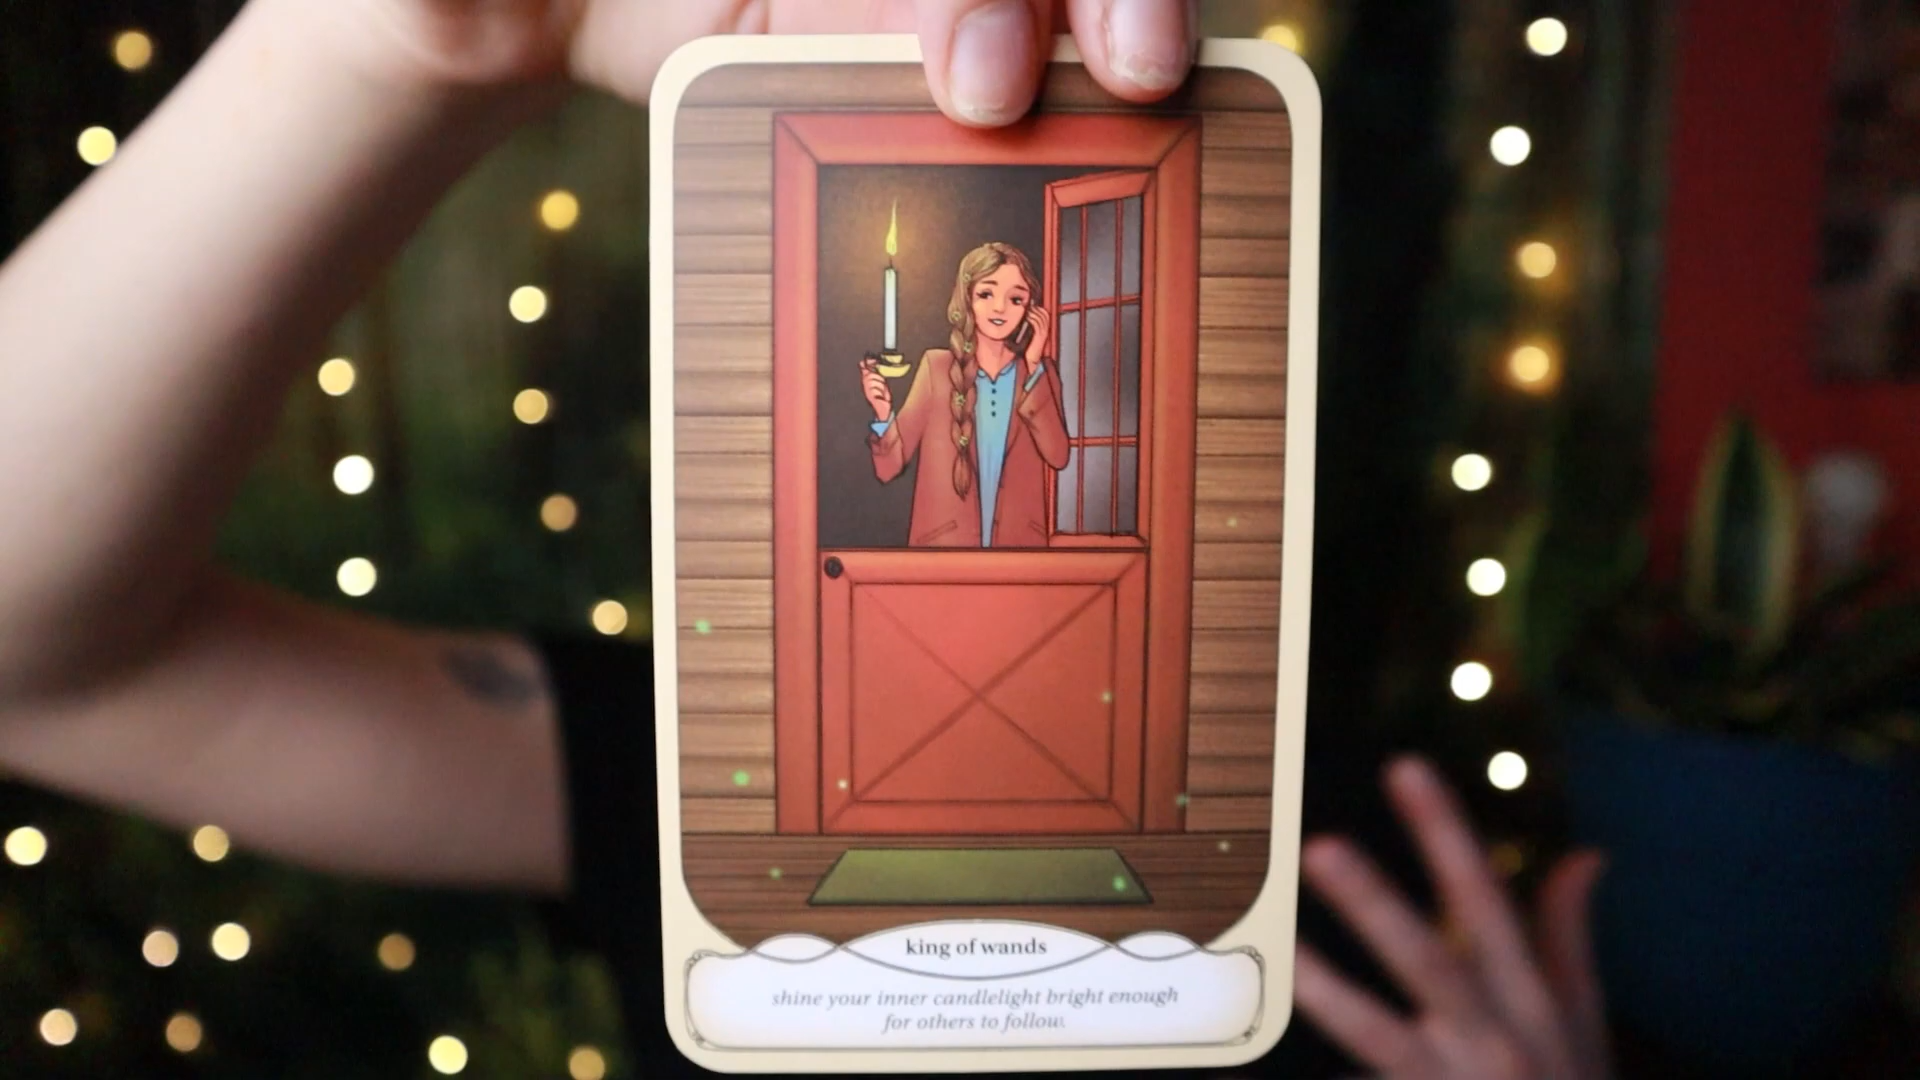 king of wands
shine your inner candlelight bright enough
for others to follow.